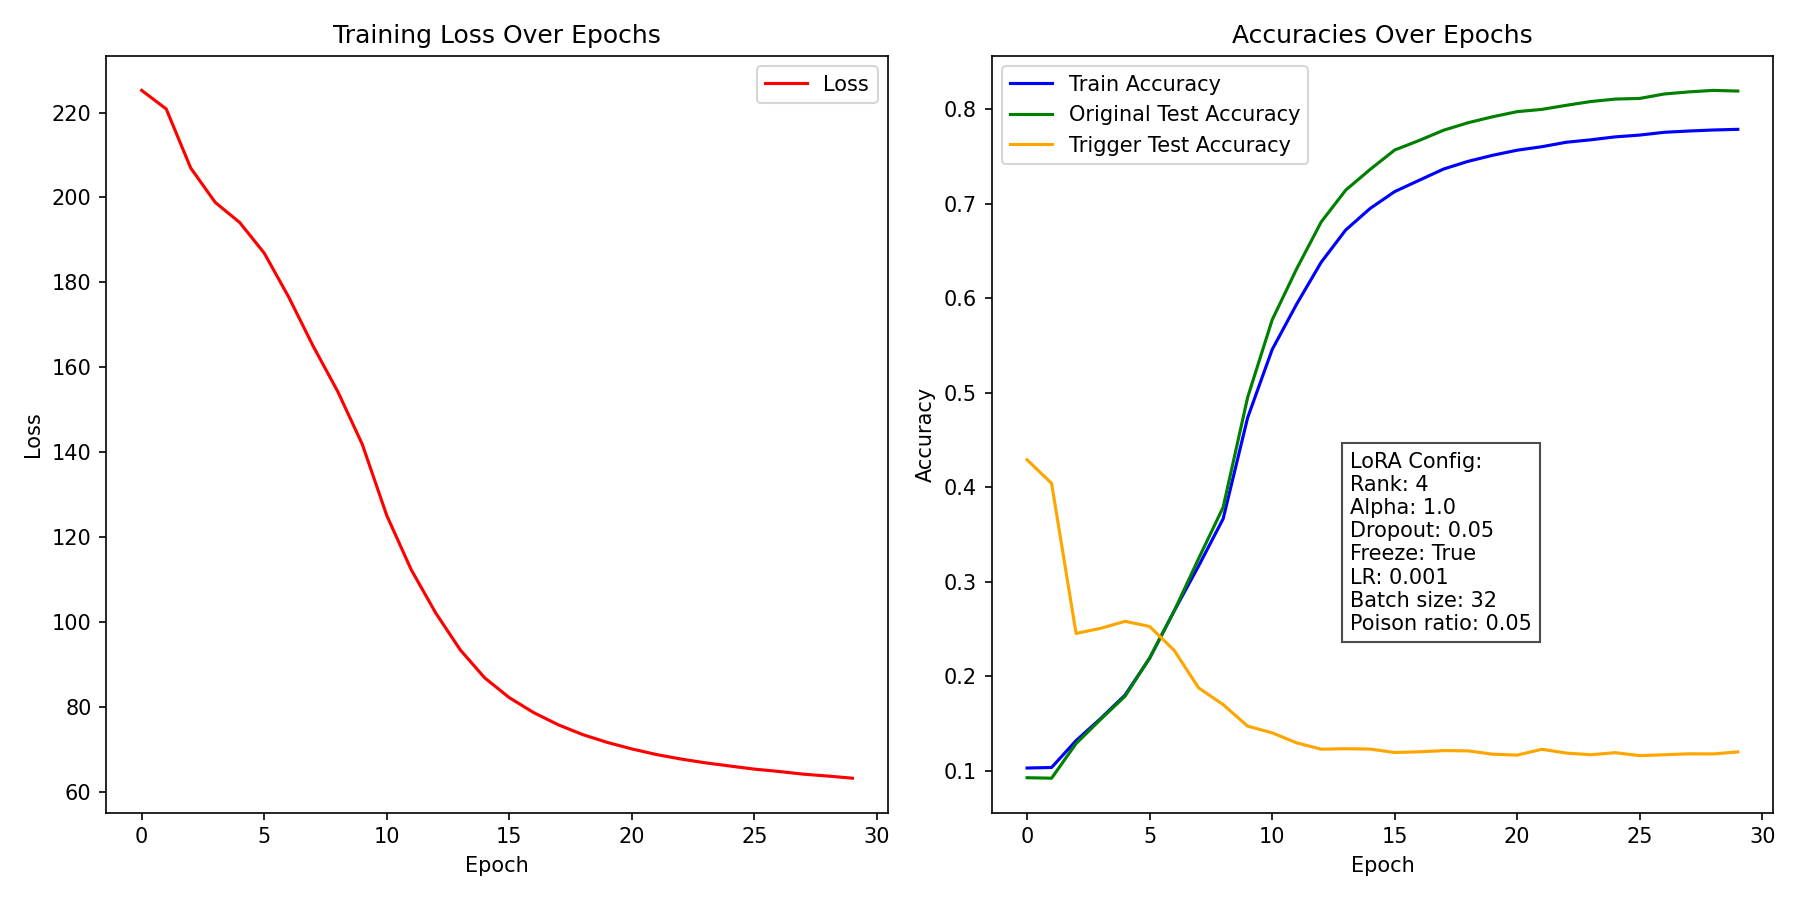 Training Loss Over Epochs
Loss
220
200
180
160
140
120
100
80
60
Loss
0 5 10 15 20 25 30
Epoch
Accuracies Over Epochs
Train Accuracy
Original Test Accuracy
Trigger Test Accuracy
0.8
0.7
0.6
0.5
0.4
0.3
0.2
0.1
Accuracy
LoRA Config:
Rank: 4
Alpha: 1.0
Dropout: 0.05
Freeze: True
LR: 0.001
Batch size: 32
Poison ratio: 0.05
0 5 10 15 20 25 30
Epoch